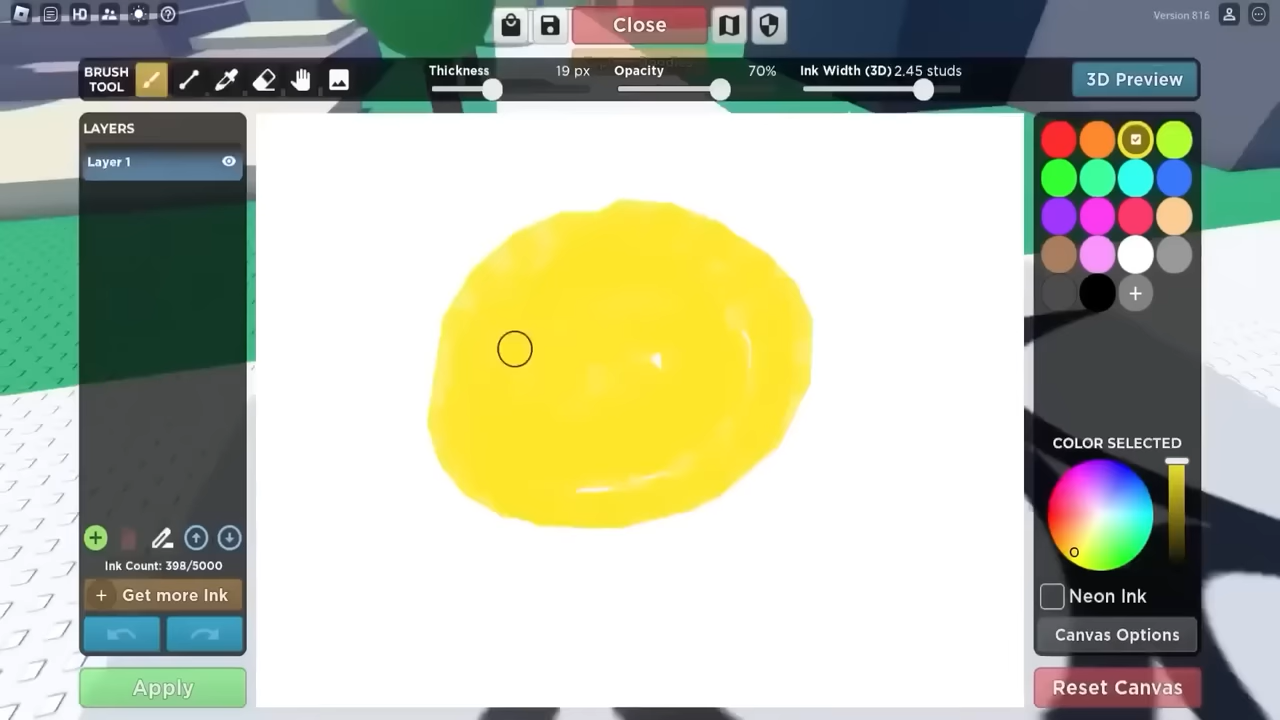 HD
Close
Version 816
BRUSH
TOOL
Thickness
19 px
Opacity
70%
Ink Width (3D)
2.45 studs
3D Preview
LAYERS
Layer 1
Ink Count: 398/5000
+ Get more Ink
Apply
COLOR SELECTED
Neon Ink
Canvas Options
Reset Canvas